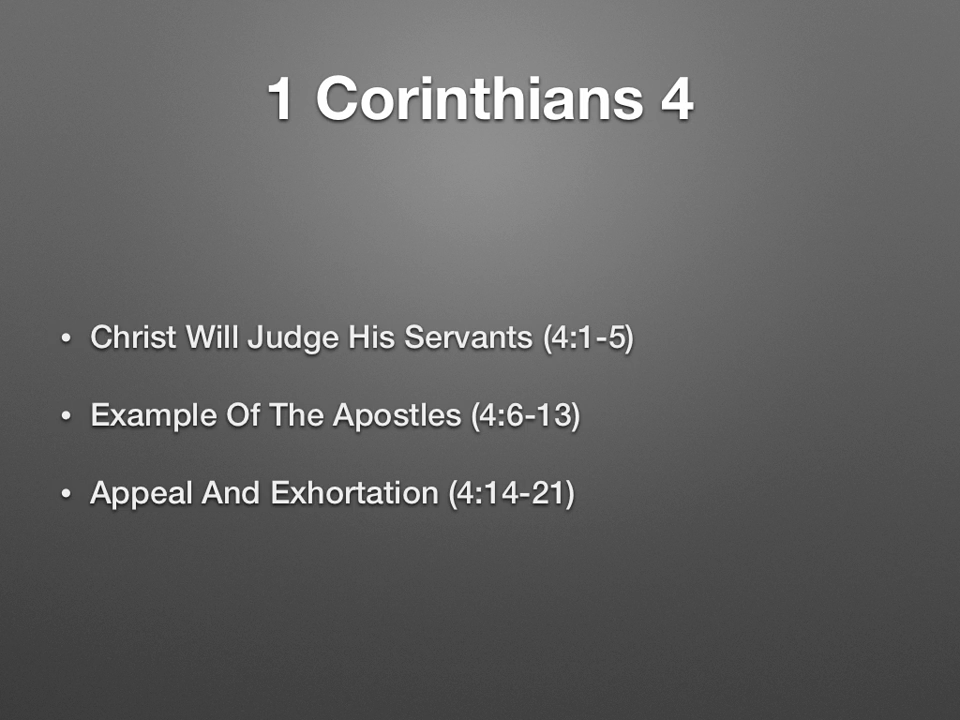 1 Corinthians 4
• Christ Will Judge His Servants (4:1-5)
• Example Of The Apostles (4:6-13)
• Appeal And Exhortation (4:14-21)